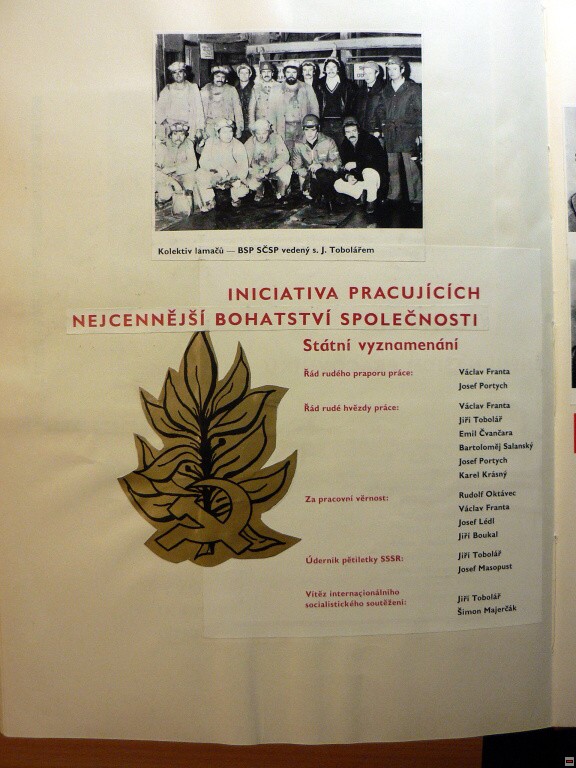 Kolektiv lamačů — BSP SČSP vedený s. J. Tobolářem
INICIATIVA PRACUJÍCÍCH
NEJCENNĚJŠÍ BOHATSTVÍ SPOLEČNOSTI
Státní vyznamenání
Řád rudého praporu práce: Václav Franta
Josef Portych
Řád rudé hvězdy práce: Václav Franta
Jiří Tobolář
Emil Čvančara
Bartoloměj Salanský
Josef Portych
Karel Krásný
Za pracovní věrnost: Rudolf Oktávec
Václav Franta
Josef Lédl
Jiří Boukal
Úderník pětiletky SSSR: Jiří Tobolář
Josef Masopust
Vítěz internacionálního
socialistického soutěžení: Jiří Tobolář
Šimon Majerčák